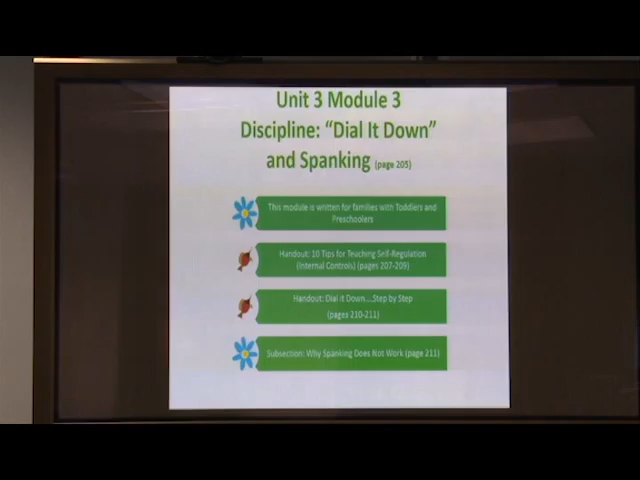 Unit 3 Module 3
Discipline: “Dial It Down”
and Spanking (page 205)
This module is written for families with Toddlers and
Preschoolers
Handout: 10 Tips for Teaching Self-Regulation
(Internal Controls) (pages 207-209)
Handout: Dial it Down....Step by Step
(pages 210-211)
Subsection: Why Spanking Does Not Work (page 211)